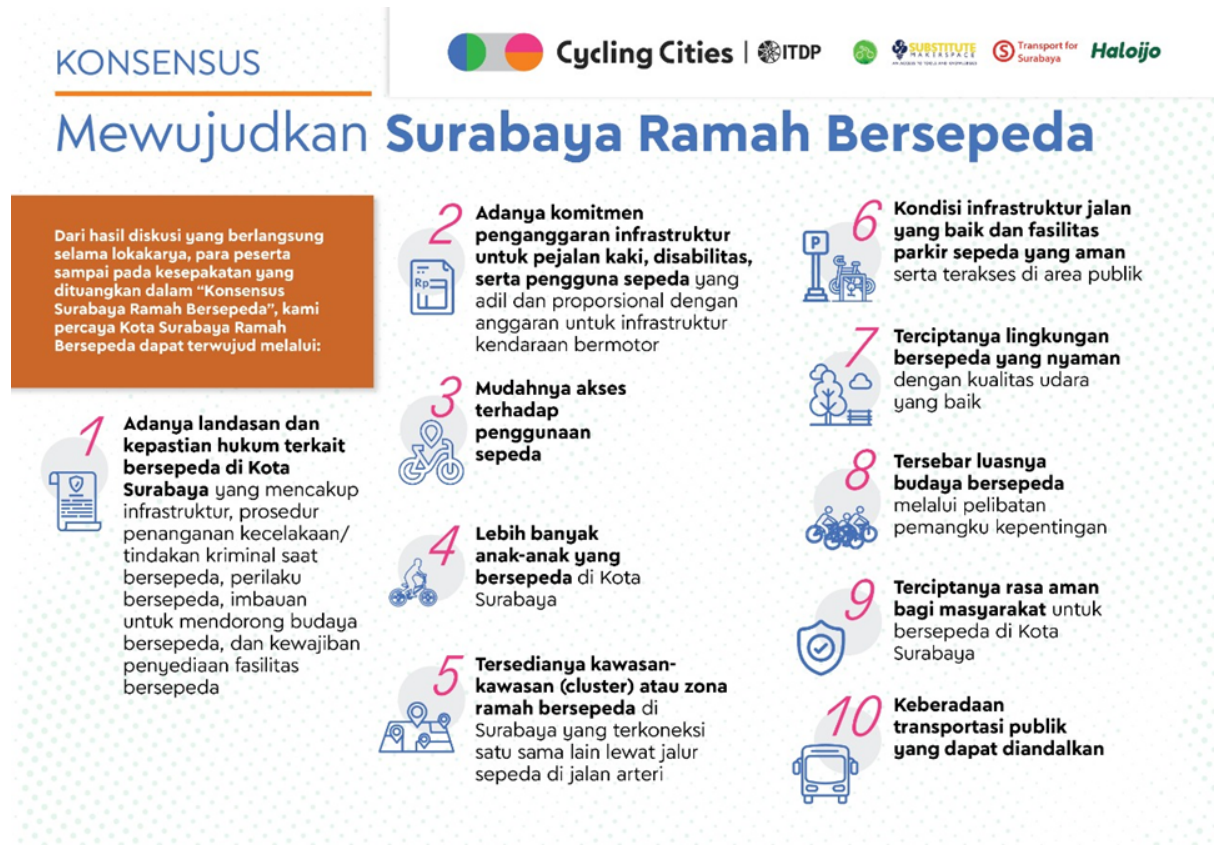 KONSENSUS
Cycling Cities | ITDP
SUBSTITUTE
MAKERSPACE
AN ACCESS TO TOOLS AND KNOWLEDGES
Transport for
Surabaya
Haloijo
Mewujudkan Surabaya Ramah Bersepeda
Dari hasil diskusi yang berlangsung
selama lokakarya, para peserta
sampai pada kesepakatan yang
dituangkan dalam “Konsensus
Surabaya Ramah Bersepeda”, kami
percaya Kota Surabaya Ramah
Bersepeda dapat terwujud melalui:
1
Adanya landasan dan
kepastian hukum terkait
bersepeda di Kota
Surabaya yang mencakup
infrastruktur, prosedur
penanganan kecelakaan/
tindakan kriminal saat
bersepeda, perilaku
bersepeda, imbauan
untuk mendorong budaya
bersepeda, dan kewajiban
penyediaan fasilitas
bersepeda
2
Rp
Adanya komitmen
penganggaran infrastruktur
untuk pejalan kaki, disabilitas,
serta pengguna sepeda yang
adil dan proporsional dengan
anggaran untuk infrastruktur
kendaraan bermotor
3
Mudahnya akses
terhadap
penggunaan
sepeda
4
Lebih banyak
anak-anak yang
bersepeda di Kota
Surabaya
5
Tersedianya kawasan-
kawasan (cluster) atau zona
ramah bersepeda di
Surabaya yang terkoneksi
satu sama lain lewat jalur
sepeda di jalan arteri
6
P
Kondisi infrastruktur jalan
yang baik dan fasilitas
parkir sepeda yang aman
serta terakses di area publik
7
Terciptanya lingkungan
bersepeda yang nyaman
dengan kualitas udara
yang baik
8
Tersebar luasnya
budaya bersepeda
melalui pelibatan
pemangku kepentingan
9
Terciptanya rasa aman
bagi masyarakat untuk
bersepeda di Kota
Surabaya
10
Keberadaan
transportasi publik
yang dapat diandalkan